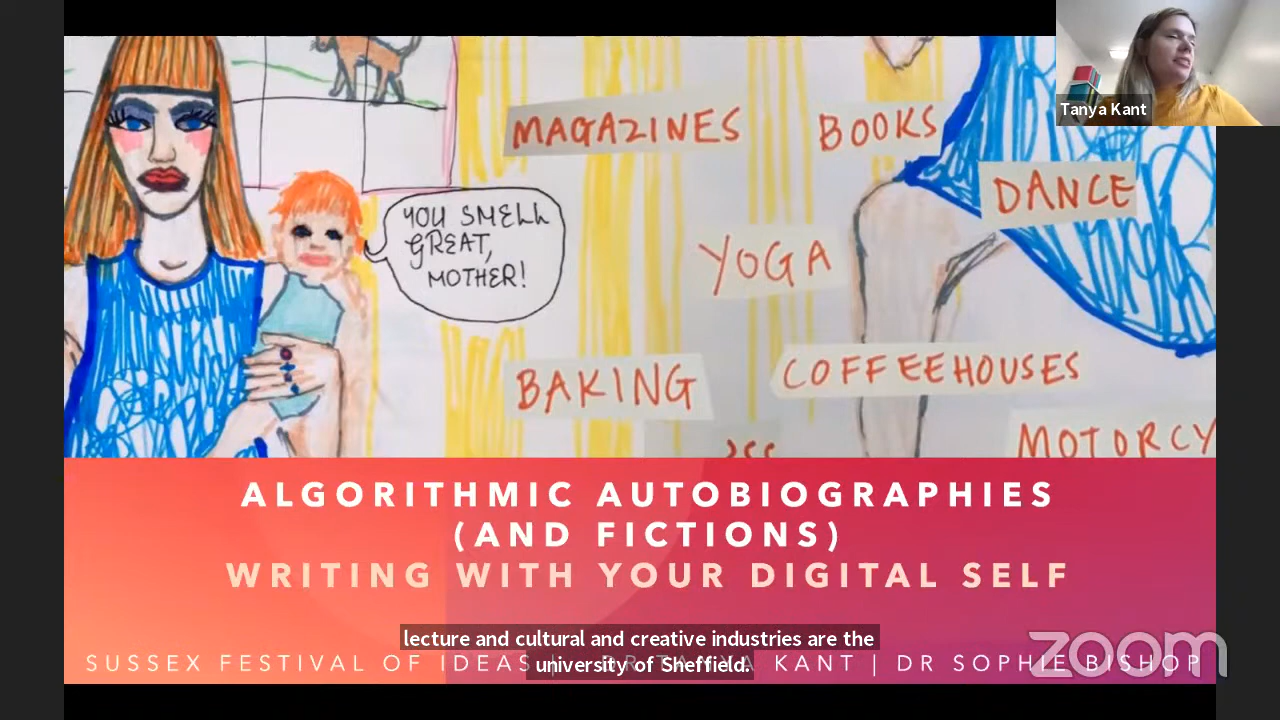 Tanya Kant
MAGAZINES
BOOKS
DANCE
YOU SMELL
GREAT,
MOTHER!
YOGA
BAKING
COFFEEHOUSES
MOTORCY
ALGORITHMIC AUTOBIOGRAPHIES
(AND FICTIONS)
WRITING WITH YOUR DIGITAL SELF
lecture and cultural and creative industries are the
university of Sheffield.
SUSSEX FESTIVAL OF IDEAS | DR TANYA KANT | DR SOPHIE BISHOP
zoom